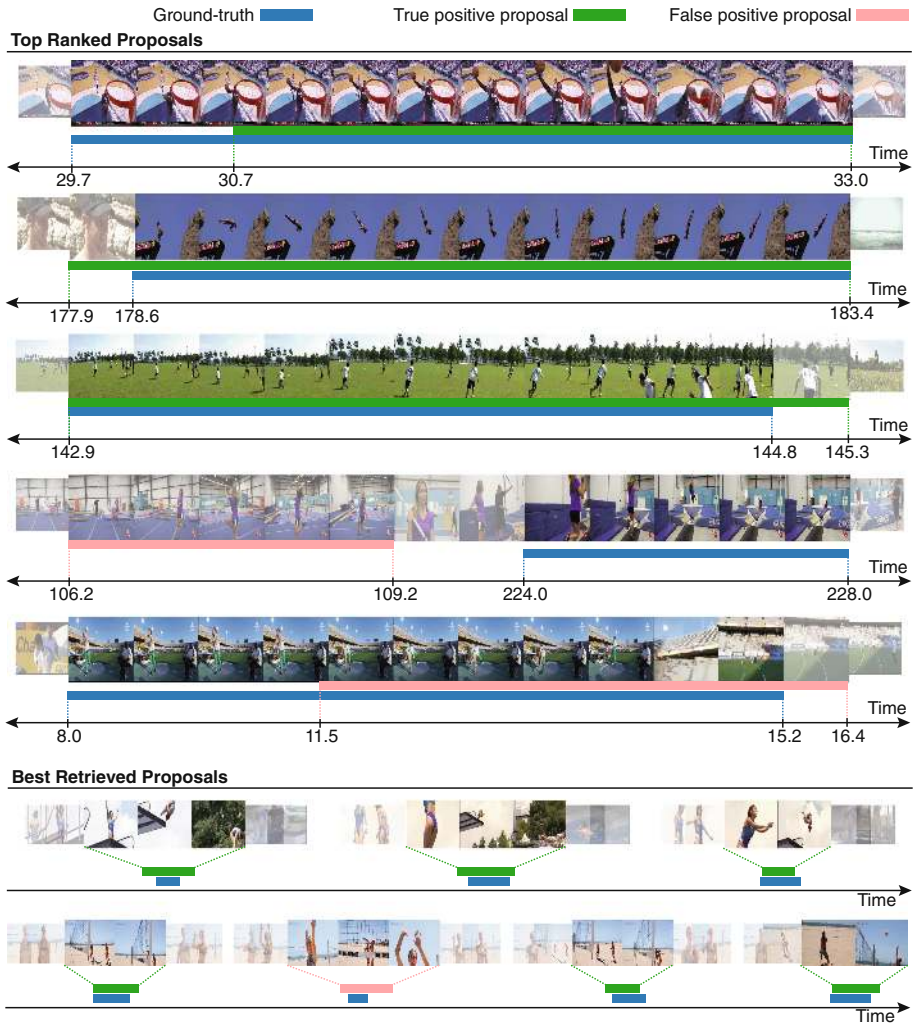 Ground-truth True positive proposal False positive proposal
Top Ranked Proposals
Time
29.7 30.7 33.0
Time
177.9 178.6 183.4
Time
142.9 144.8 145.3
Time
106.2 109.2 224.0 228.0
Time
8.0 11.5 15.2 16.4
Best Retrieved Proposals
Time
Time